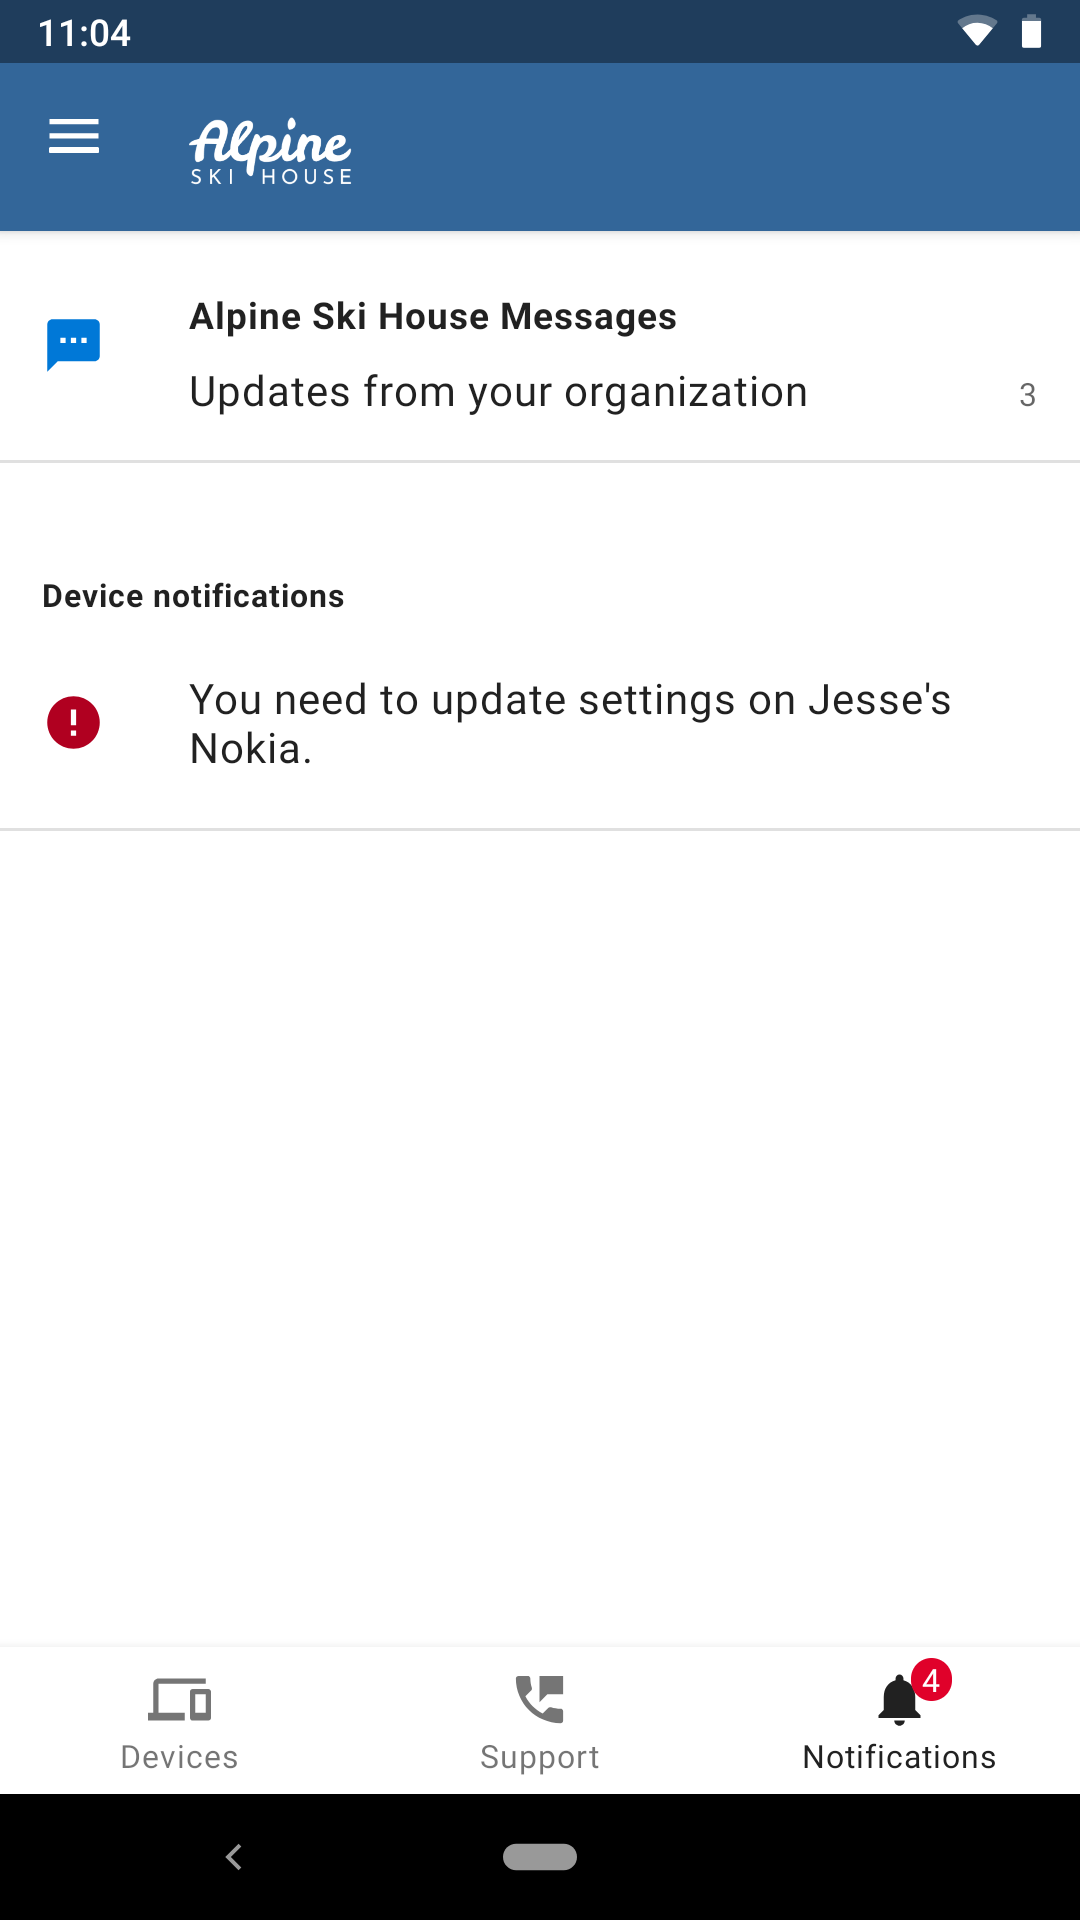 11:04
Alpine
SKI HOUSE
Alpine Ski House Messages
Updates from your organization
3
Device notifications
You need to update settings on Jesse's
Nokia.
4
Devices
Support
Notifications